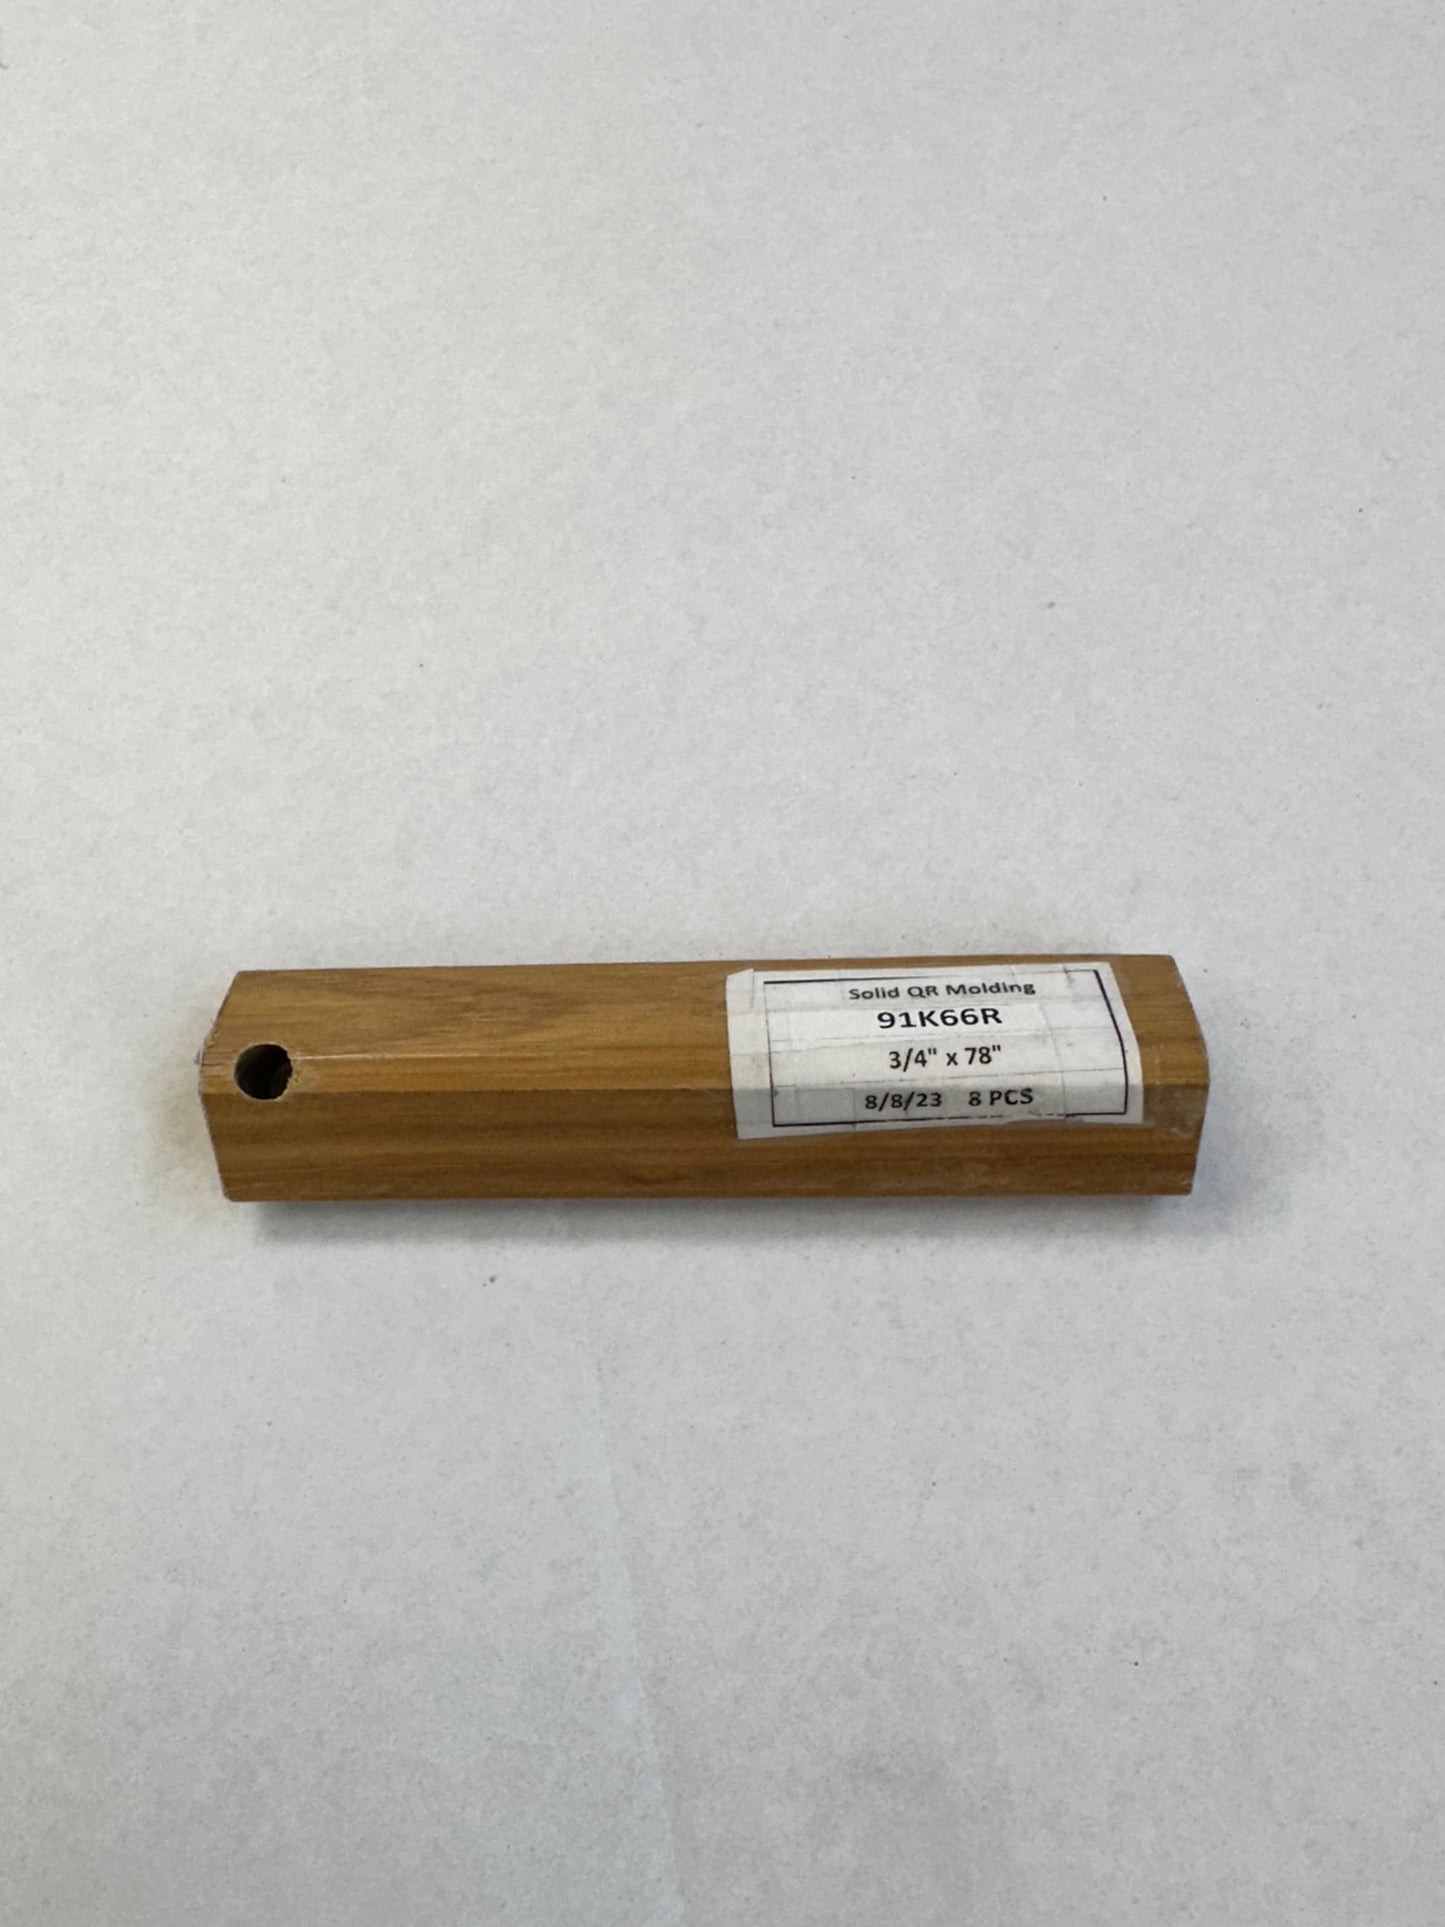 Solid QR Molding
91K66R
3/4" x 78"
8/8/23 8 PCS